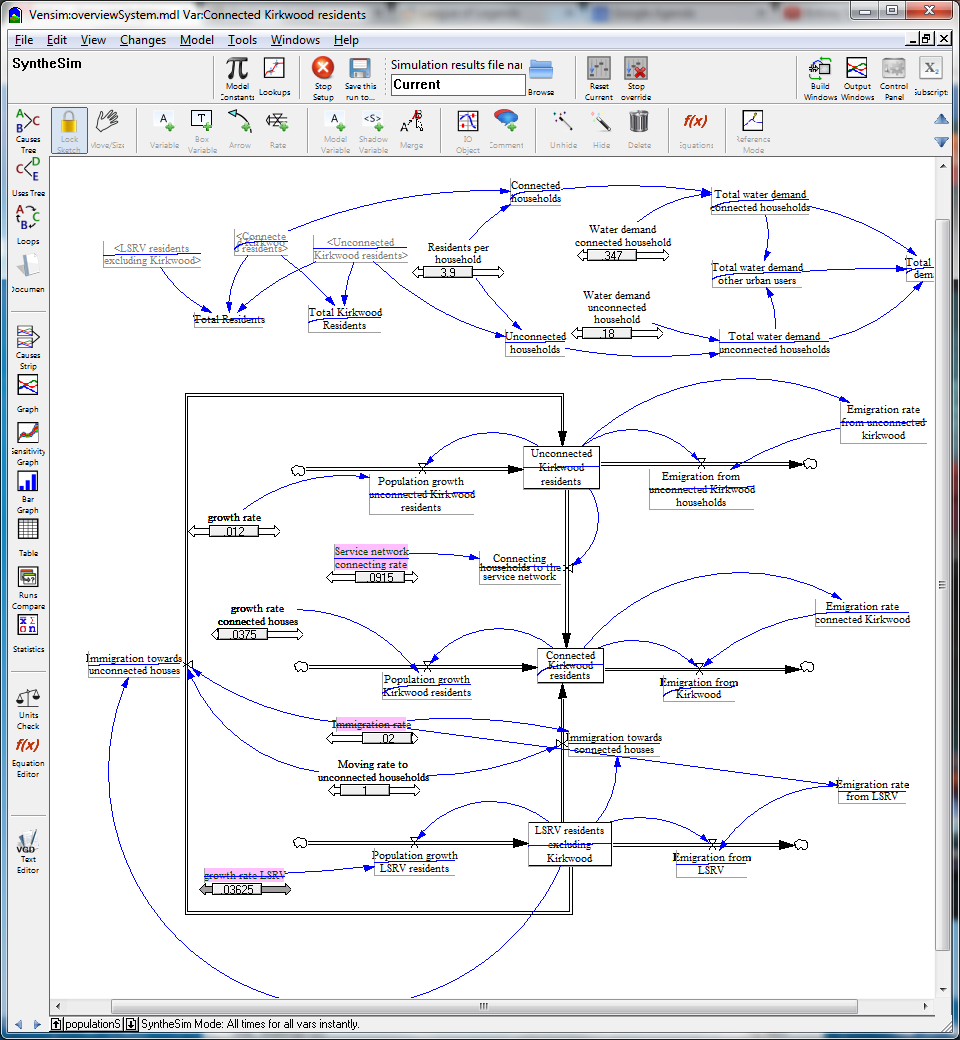 Vensim:overviewSystem.mdl Var:Connected Kirkwood residents
File Edit View Changes Model Tools Windows Help
SyntheSim
Model
Constants
Lookups
Stop
Setup
Save this
run to...
Simulation results file nar
Current
Browse
Reset
Current
Stop
override
Build
Windows
Output
Windows
Control
Panel
Subscript
Causes
Tree
Lock
Sketch
Move/Size
Variable
Box
Variable
Arrow
Rate
Model
Variable
Shadow
Variable
Merge
IO
Object
Comment
Unhide
Hide
Delete
Equations
Reference
Mode
Uses Tree
Loops
Documen
Causes
Strip
Graph
Sensitivity
Graph
Bar
Graph
Table
Runs
Compare
Statistics
Units
Check
f(x)
Equation
Editor
VGD
Text
Editor
Connected
households
Total water demand
connected households
<LSRV residents
excluding Kirkwood>
<Connecte
d Kirkwood
residents>
<Unconnected
Kirkwood residents>
Residents per
household
3.9
Water demand
connected household
.347
Total water demand
other urban users
Total
dem
Total Residents
Total Kirkwood
Residents
Water demand
unconnected
household
.18
Unconnected
households
Total water demand
unconnected households
Emigration rate
from unconnected
kirkwood
Unconnected
Kirkwood
residents
Population growth
unconnected Kirkwood
residents
Emigration from
unconnected Kirkwood
households
growth rate
.012
Service network
connecting rate
.0915
Connecting
households to the
service network
growth rate
connected houses
.0375
Emigration rate
connected Kirkwood
Immigration towards
unconnected houses
Connected
Kirkwood
residents
Population growth
Kirkwood residents
Emigration from
Kirkwood
Immigration rate
.02
Immigration towards
connected houses
Moving rate to
unconnected households
1
Emigration rate
from LSRV
LSRV residents
excluding
Kirkwood
Population growth
LSRV residents
Emigration from
LSRV
growth rate LSRV
.03625
populationS
SyntheSim Mode: All times for all vars instantly.